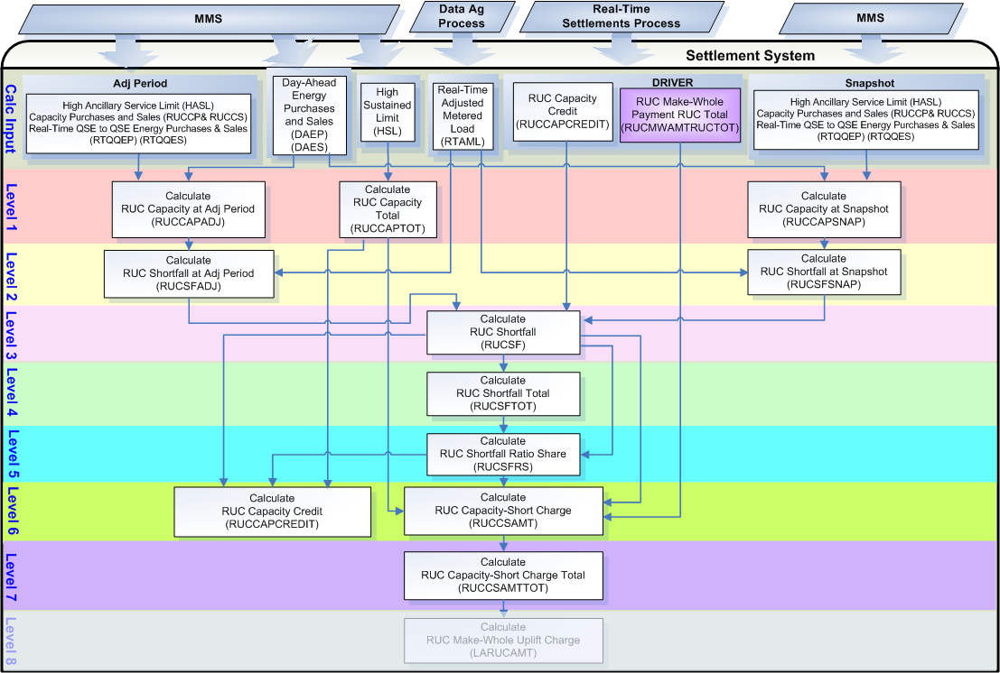 MMS
Data Ag
Process
Real-Time
Settlements Process
MMS
Settlement System
Calc Input
Adj Period
High Ancillary Service Limit (HASL)
Capacity Purchases and Sales (RUCCP& RUCCS)
Real-Time QSE to QSE Energy Purchases & Sales
(RTQQEP) (RTQQES)
Day-Ahead
Energy
Purchases
and Sales
(DAEP)
(DAES)
High
Sustained
Limit
(HSL)
Real-Time
Adjusted
Metered
Load
(RTAML)
RUC Capacity
Credit
(RUCCAPCREDIT)
DRIVER
RUC Make-Whole
Payment RUC Total
(RUCMWAMTRUCTOT)
Snapshot
High Ancillary Service Limit (HASL)
Capacity Purchases and Sales (RUCCP& RUCCS)
Real-Time QSE to QSE Energy Purchases & Sales
(RTQQEP) (RTQQES)
Level 1
Calculate
RUC Capacity at Adj Period
(RUCCAPADJ)
Calculate
RUC Capacity
Total
(RUCCAPTOT)
Calculate
RUC Capacity at Snapshot
(RUCCAPSNAP)
Level 2
Calculate
RUC Shortfall at Adj Period
(RUCSFADJ)
Calculate
RUC Shortfall at Snapshot
(RUCSFSNAP)
Level 3
Calculate
RUC Shortfall
(RUCSF)
Level 4
Calculate
RUC Shortfall Total
(RUCSFTOT)
Level 5
Calculate
RUC Shortfall Ratio Share
(RUCSFRS)
Level 6
Calculate
RUC Capacity Credit
(RUCCAPCREDIT)
Calculate
RUC Capacity-Short Charge
(RUCCSAMT)
Level 7
Calculate
RUC Capacity-Short Charge Total
(RUCCSAMTTOT)
Level 8
Calculate
RUC Make-Whole Uplift Charge
(LARUCAMT)